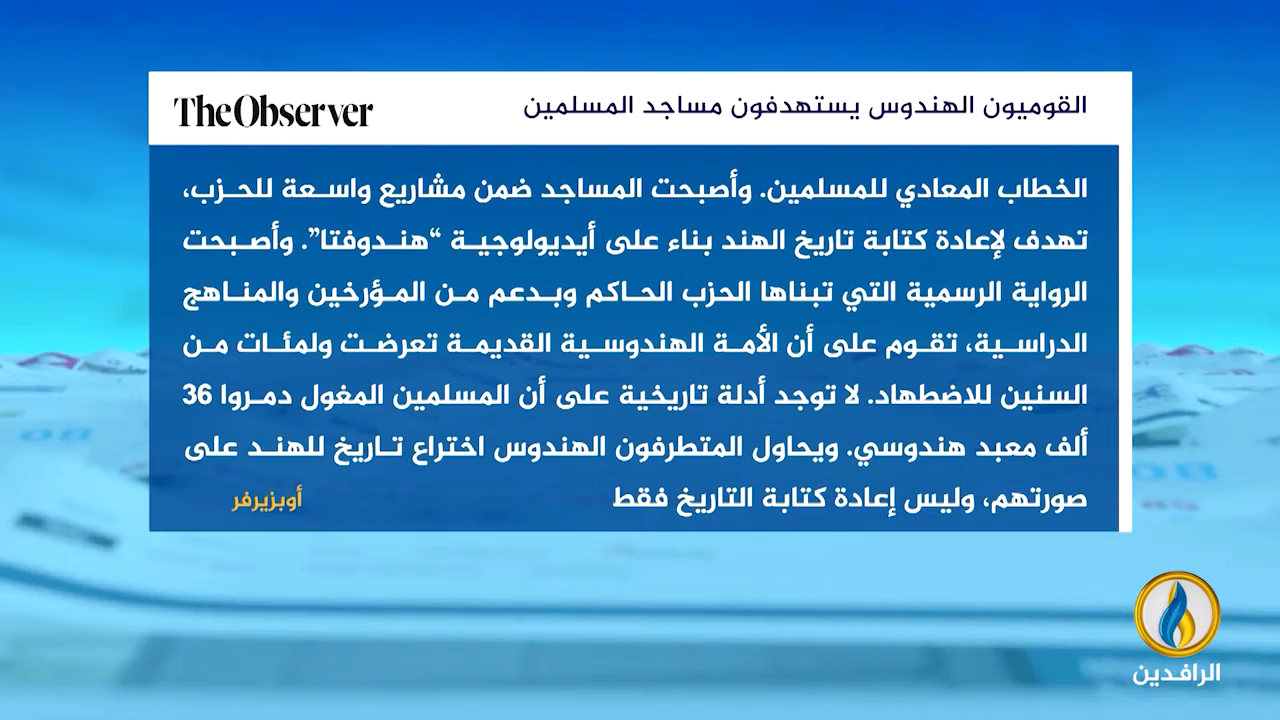 القوميون الهندوس يستهدفون مساجد المسلمين
The Observer
الخطاب المعادي للمسلمين. وأصبحت المساجد ضمن مشاريع واسعة للحزب،
تهدف لإعادة كتابة تاريخ الهند بناء على أيديولوجية “هندوفتا”. وأصبحت
الرواية الرسمية التي تبناها الحزب الحاكم وبدعم من المؤرخين والمناهج
الدراسية، تقوم على أن الأمة الهندوسية القديمة تعرضت ولمئات من
السنين للاضطهاد. لا توجد أدلة تاريخية على أن المسلمين المغول دمروا 36
ألف معبد هندوسي. ويحاول المتطرفون الهندوس اختراع تاريخ للهند على
صورتهم، وليس إعادة كتابة التاريخ فقط
أوبزيرفر
الرافدين